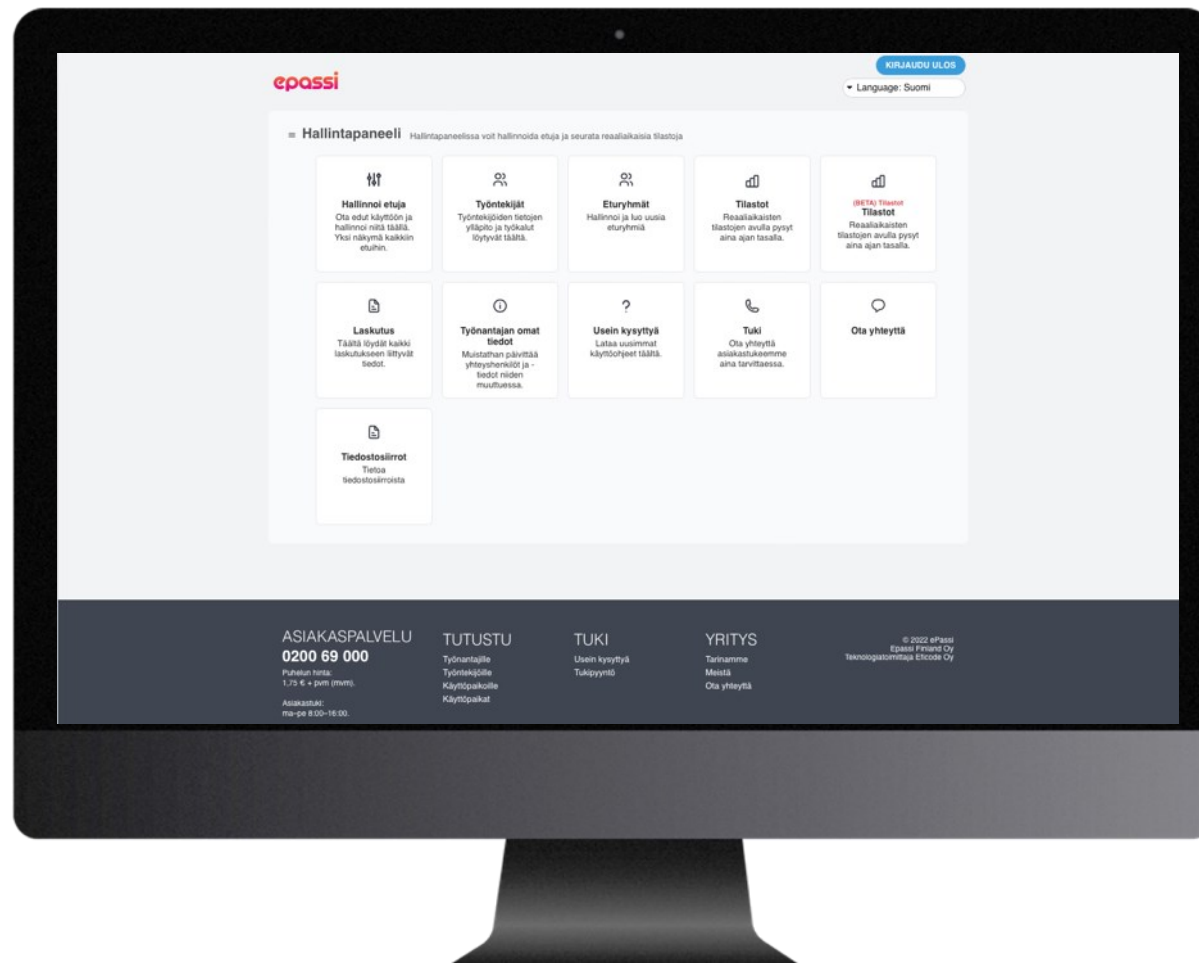 epassi
KIRJAUDU ULOS
Language: Suomi
Hallintapaneeli Hallintapaneelissa voit hallinnoida etuja ja seurata reaaliaikaisia tilastoja
Hallinnoi etuja
Ota edut käyttöön ja
hallinnoi niitä täällä.
Yksi näkymä kaikkiin
etuihin.
Työntekijät
Työntekijöiden tietojen
ylläpito ja työkalut
löytyvät täältä.
Eturyhmät
Hallinnoi ja luo uusia
eturyhmiä
Tilastot
Reaaliaikaisten
tilastojen avulla pysyt
aina ajan tasalla.
(BETA) Tilastot
Tilastot
Reaaliaikaisten
tilastojen avulla pysyt
aina ajan tasalla.
Laskutus
Täältä löydät kaikki
laskutukseen liittyvät
tiedot.
Työnantajan omat
tiedot
Muistathan päivittää
yhteyshenkilöt ja -
tiedot niiden
muuttuessa.
Usein kysyttyä
Lataa uusimmat
käyttöohjeet täältä.
Tuki
Ota yhteyttä
asiakastukeemme
aina tarvittaessa.
Ota yhteyttä
Tiedostosiirrot
Tietoa
tiedostosiirroista
ASIAKASPALVELU
0200 69 000
Puhelun hinta:
1,75 € + pvm (mvm).
Asiakastuki:
ma-pe 8:00–16:00.
TUTUSTU
Työnantajille
Työntekijöille
Käyttöpaikoille
Käyttöpaikat
TUKI
Usein kysyttyä
Tukipyyntö
YRITYS
Tarinamme
Meistä
Ota yhteyttä
© 2022 ePassi
Epassi Finland Oy
Teknologiatoimittaja Eficode Oy